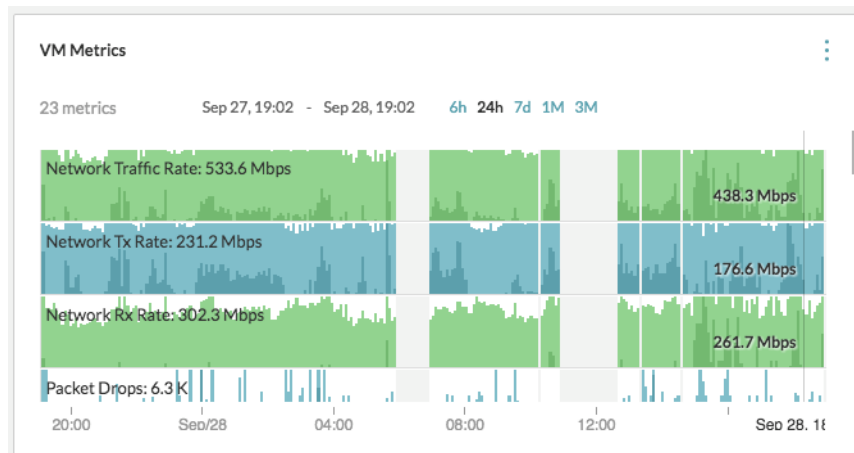 VM Metrics
23 metrics Sep 27, 19:02 - Sep 28, 19:02 6h 24h 7d 1M 3M
Network Traffic Rate: 533.6 Mbps
438.3 Mbps
Network Tx Rate: 231.2 Mbps
176.6 Mbps
Network Rx Rate: 302.3 Mbps
261.7 Mbps
Packet Drops: 6.3 K
20:00 Sep/28 04:00 08:00 12:00 Sep 28, 18